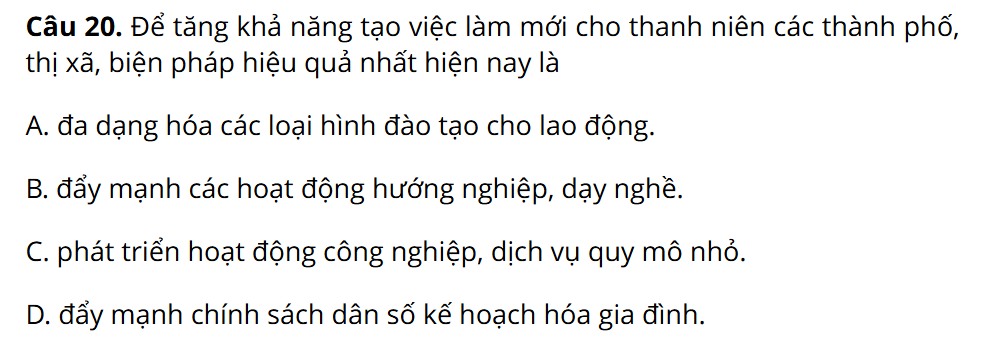 Câu 20. Để tăng khả năng tạo việc làm mới cho thanh niên các thành phố,
thị xã, biện pháp hiệu quả nhất hiện nay là
A. đa dạng hóa các loại hình đào tạo cho lao động.
B. đẩy mạnh các hoạt động hướng nghiệp, dạy nghề.
C. phát triển hoạt động công nghiệp, dịch vụ quy mô nhỏ.
D. đẩy mạnh chính sách dân số kế hoạch hóa gia đình.